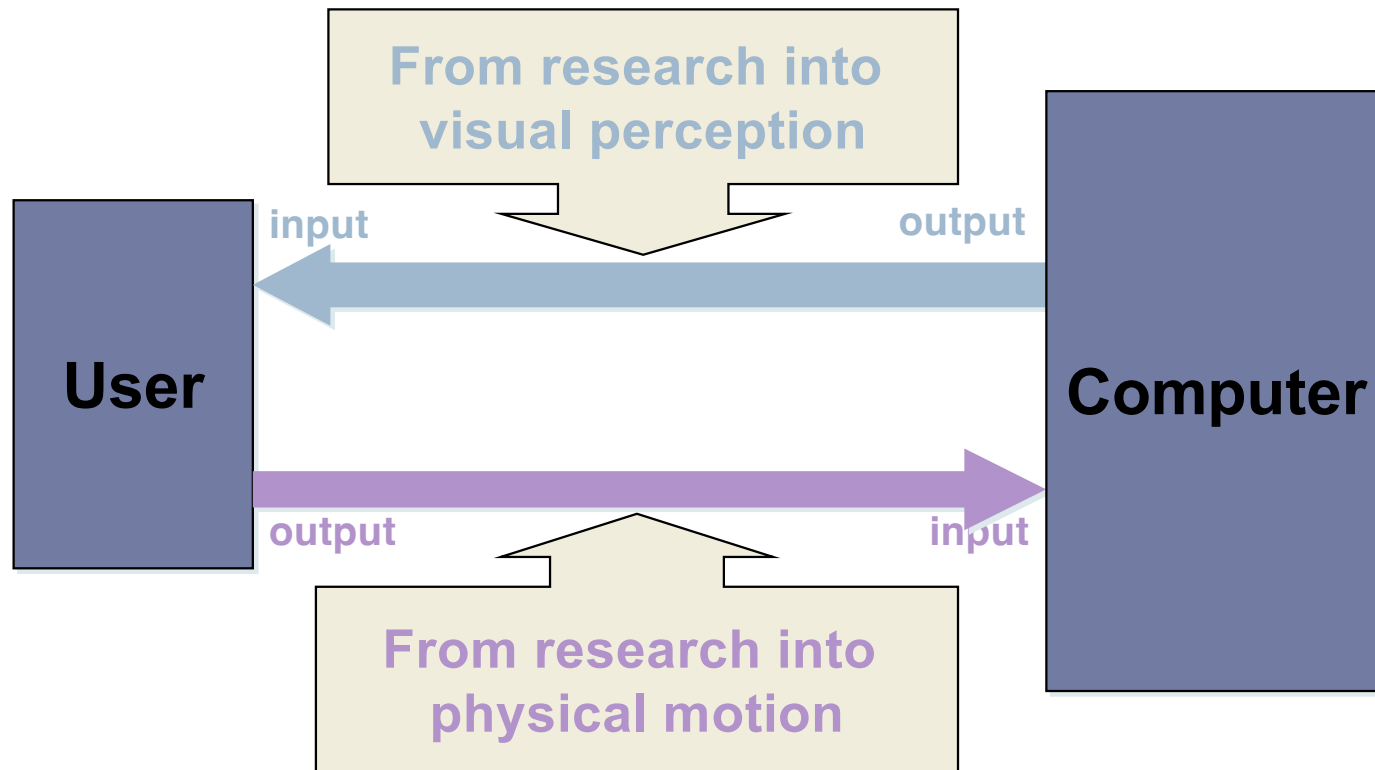 From research into
visual perception
input
output
User
Computer
output
input
From research into
physical motion